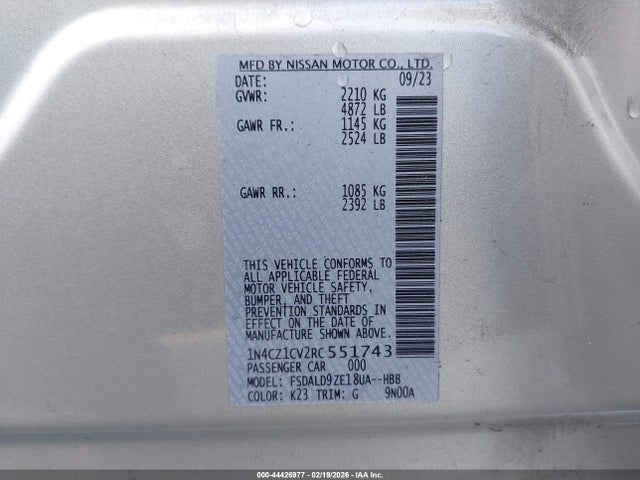 MFD BY NISSAN MOTOR CO., LTD.
DATE: 09/23
GVWR: 2210 KG
4872 LB
GAWR FR.: 1145 KG
2524 LB
GAWR RR.: 1085 KG
2392 LB
THIS VEHICLE CONFORMS TO
ALL APPLICABLE FEDERAL
MOTOR VEHICLE SAFETY,
BUMPER, AND THEFT
PREVENTION STANDARDS
IN EFFECT ON THE DATE OF
MANUFACTURE SHOWN ABOVE.
1N4CZ1CV2RC551743
PASSENGER CAR 000
MODEL: FSDALD9ZE18UA--HBB
COLOR: K23 TRIM: G 9N00A
000-44426977 - 02/19/2026 - IAA Inc.